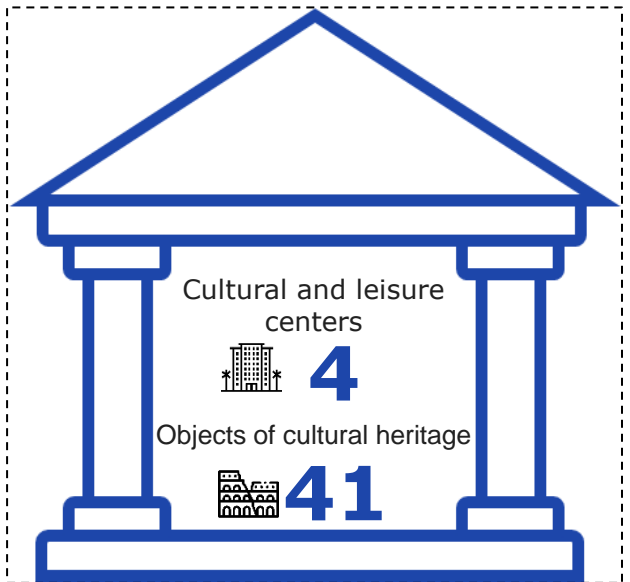 Cultural and leisure
centers
4
Objects of cultural heritage
41